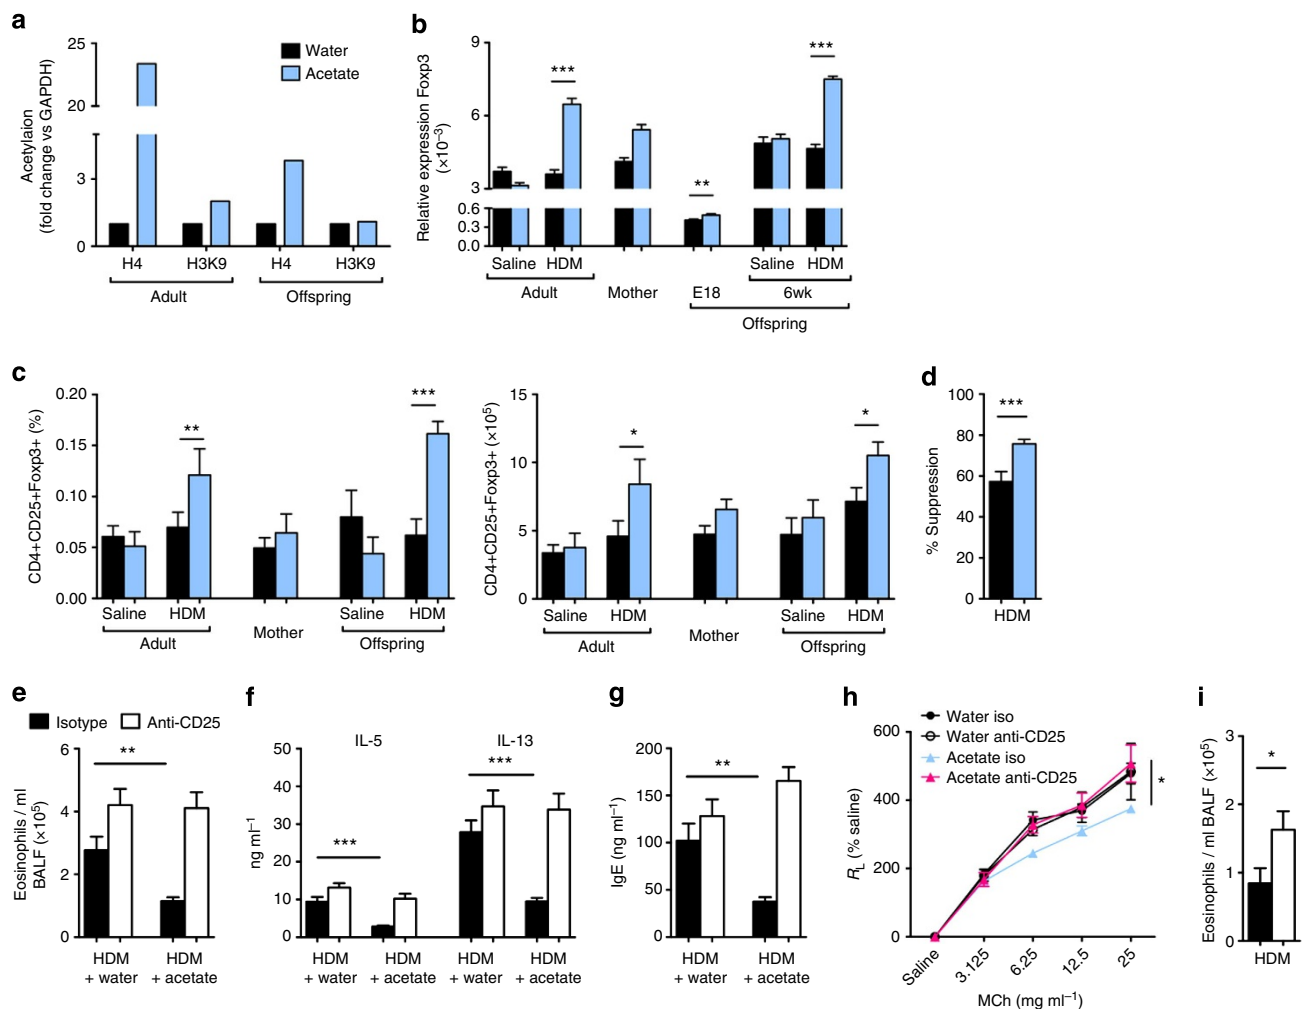 a
25
20
3
0
Acetylaion
(fold change vs GAPDH)
Water
Acetate
H4 H3K9 H4 H3K9
Adult Offspring
b
9
6
3
0.6
0.3
0.0
Relative expression Foxp3
(×10–3)
*** ** ***
Saline HDM Saline HDM
Adult Mother E18 6wk
Offspring
c
0.20
0.15
0.10
0.05
0.00
CD4+CD25+Foxp3+ (%)
** ***
Saline HDM Saline HDM
Adult Mother Offspring
15
10
5
0
CD4+CD25+Foxp3+ (×105)
* *
Saline HDM Saline HDM
Adult Mother Offspring
d
100
80
60
40
20
0
% Suppression
***
HDM
e
Isotype Anti-CD25
6
4
2
0
Eosinophils / ml
BALF (×105)
**
HDM HDM
+ water + acetate
f
50
40
30
20
10
0
ng ml–1
IL-5 IL-13
*** ***
HDM HDM HDM HDM
+ water + acetate + water + acetate
g
200
150
100
50
0
IgE (ng ml–1)
**
HDM HDM
+ water + acetate
h
Water iso
Water anti-CD25
Acetate iso
Acetate anti-CD25
600
400
200
0
RL (% saline)
*
Saline 3.125 6.25 12.5 25
MCh (mg ml–1)
i
3
2
1
0
Eosinophils / ml BALF (×105)
*
HDM